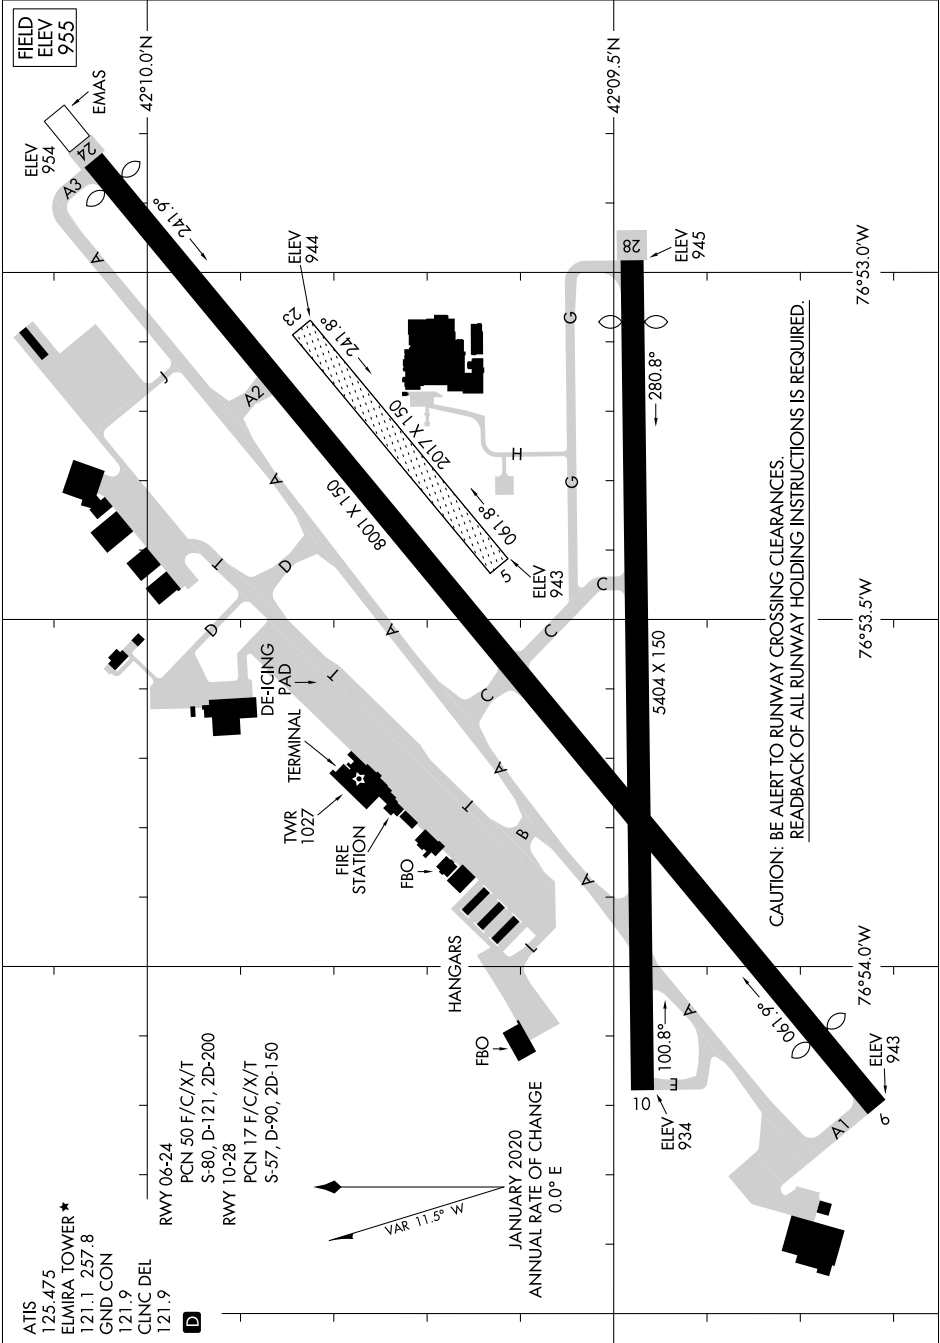 FIELD
ELEV
955
EMAS
42°10.0'N
42°09.5'N
ELEV
954
24
A3
A
241.9°
ELEV
944
23
241.8°
28
ELEV
945
76°53.0'W
J
A2
A
2017 X 150
8001 X 150
G
G
H
280.8°
061.8°
5
ELEV
943
T
D
D
A
C
C
C
76°53.5'W
DE-ICING
PAD
T
TERMINAL
TWR
1027
FIRE
STATION
FBO
A
T
B
A
5404 X 150
CAUTION: BE ALERT TO RUNWAY CROSSING CLEARANCES.
READBACK OF ALL RUNWAY HOLDING INSTRUCTIONS IS REQUIRED.
HANGARS
T
76°54.0'W
FBO
A
061.9°
10
100.8°
E
ELEV
934
A1
6
ELEV
943
RWY 06-24
PCN 50 F/C/X/T
S-80, D-121, 2D-200
RWY 10-28
PCN 17 F/C/X/T
S-57, D-90, 2D-150
VAR 11.5° W
JANUARY 2020
ANNUAL RATE OF CHANGE
0.0° E
ATIS
125.475
ELMIRA TOWER★
121.1 257.8
GND CON
121.9
CLNC DEL
121.9
D